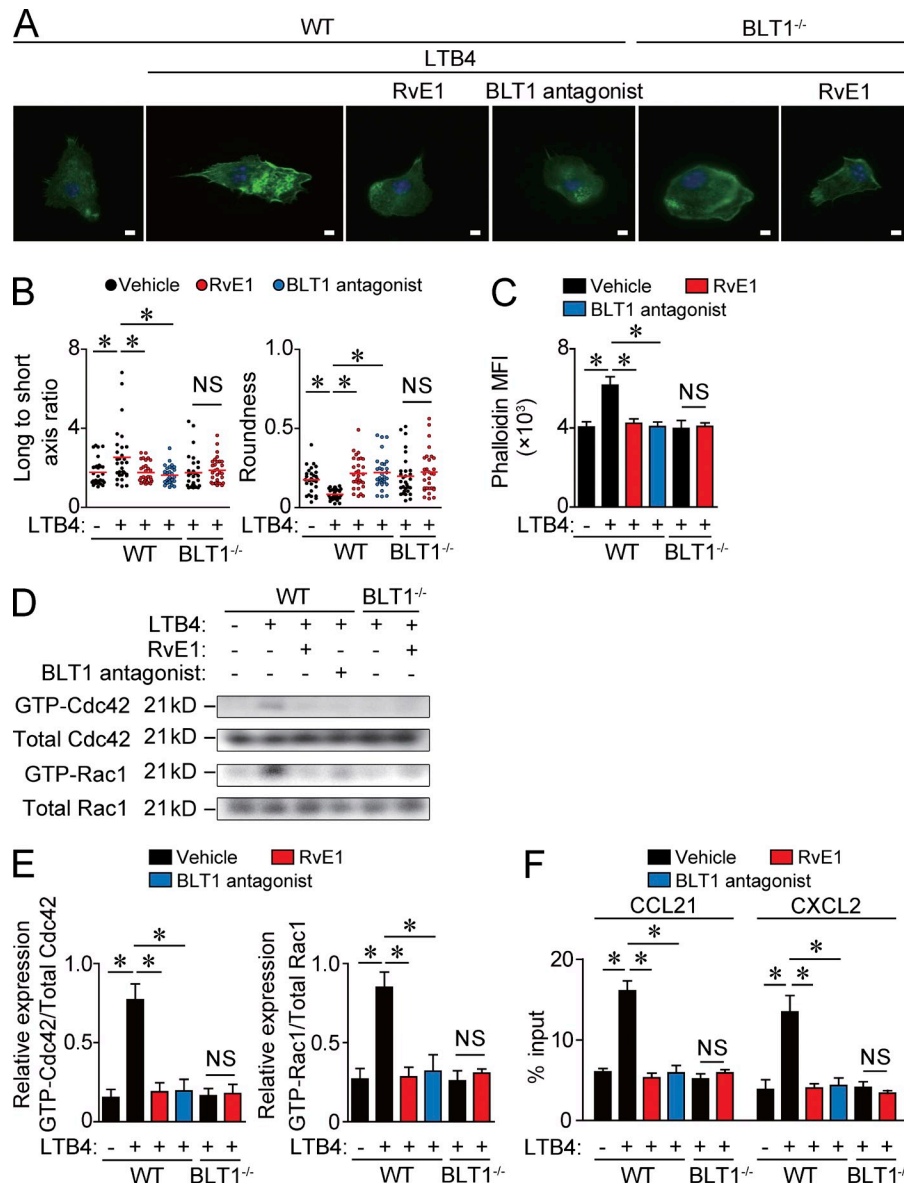 A
WT BLT1-/-
LTB4
RvE1 BLT1 antagonist RvE1
B
Vehicle RvE1 BLT1 antagonist
Long to short
axis ratio
8
4
0
* * *
NS
LTB4: - + + + + +
WT BLT1-/-
Roundness
1.0
0.5
0
* * *
NS
LTB4: - + + + + +
WT BLT1-/-
C
Vehicle RvE1
BLT1 antagonist
Phalloidin MFI
(×10³)
8
4
0
* * *
NS
LTB4: - + + + + +
WT BLT1-/-
D
WT BLT1-/-
LTB4: - + + + + +
RvE1: - - + - - +
BLT1 antagonist: - - - + - -
GTP-Cdc42 21kD
Total Cdc42 21kD
GTP-Rac1 21kD
Total Rac1 21kD
E
Vehicle RvE1
BLT1 antagonist
Relative expression
GTP-Cdc42/Total Cdc42
1.0
0.5
0
* * *
NS
LTB4: - + + + + +
WT BLT1-/-
Relative expression
GTP-Rac1/Total Rac1
1.0
0.5
0
* * *
NS
LTB4: - + + + + +
WT BLT1-/-
F
Vehicle RvE1
BLT1 antagonist
CCL21 CXCL2
% input
20
10
0
* * *
NS
* * *
NS
LTB4: - + + + + + - + + + + +
WT BLT1-/- WT BLT1-/-